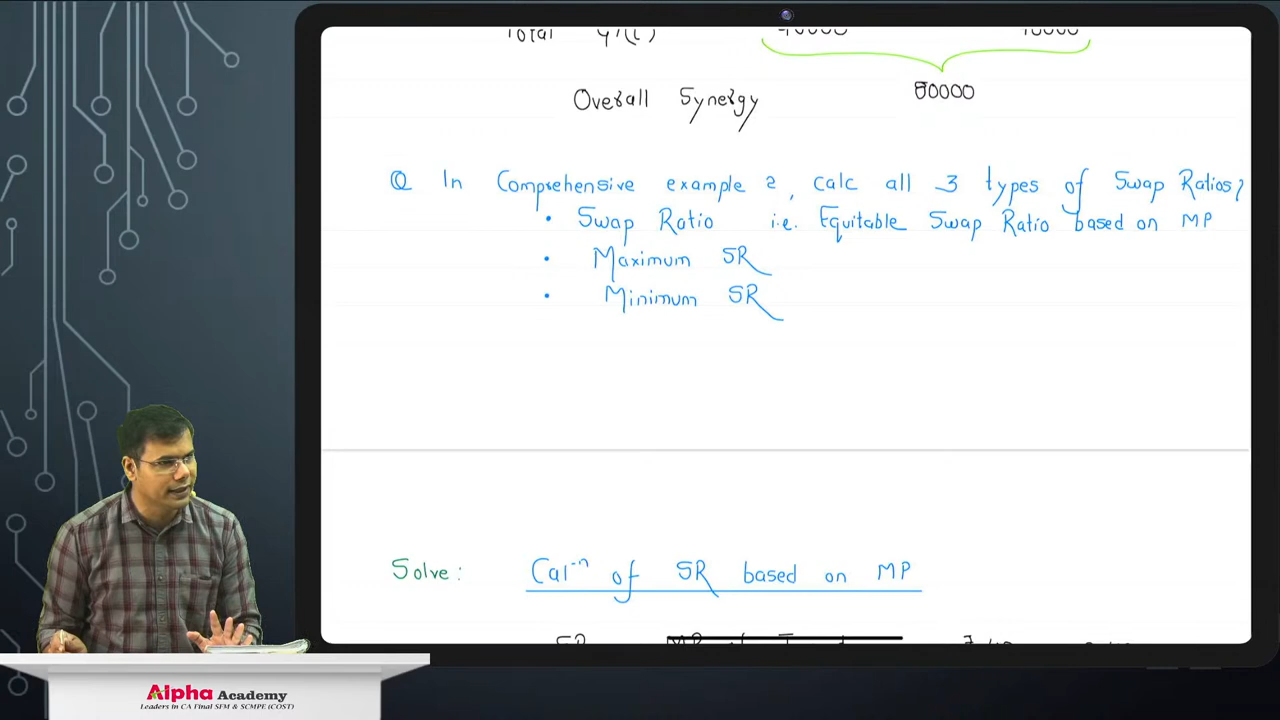 Total
Overall Synergy 80000
Q In Comprehensive example 2, calc all 3 types of Swap Ratios?
• Swap Ratio i.e. Equitable Swap Ratio based on MP
• Maximum SR
• Minimum SR
Solve: Calⁿ of SR based on MP
Alpha Academy
Leaders in CA Final SFM & SCMPE (COST)